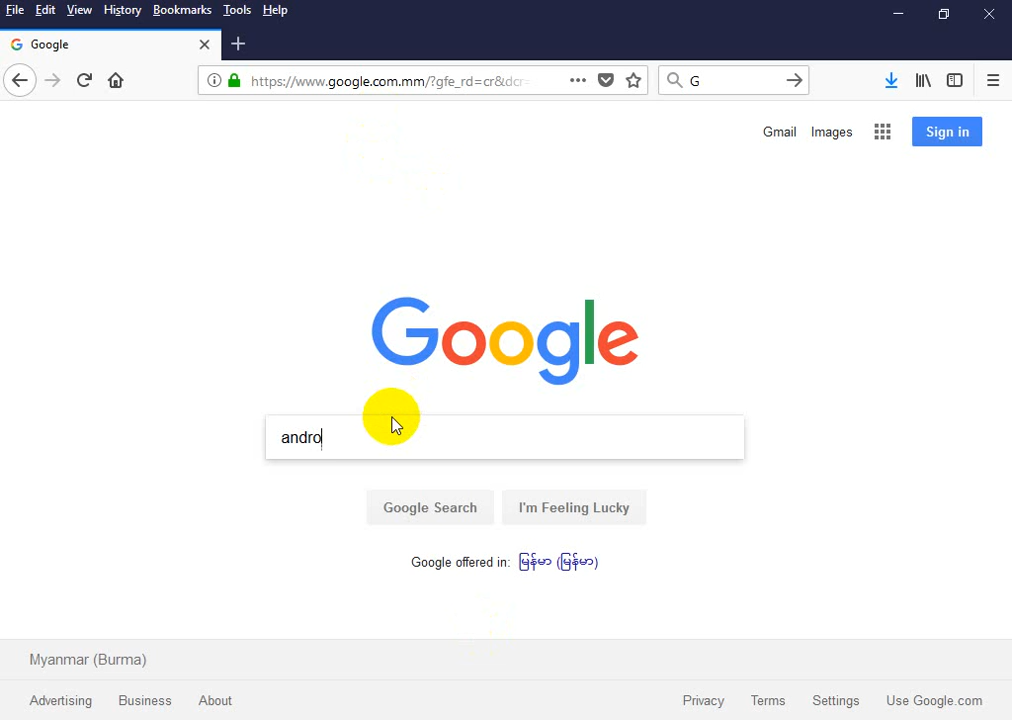 File Edit View History Bookmarks Tools Help
Google
https://www.google.com.mm/?gfe_rd=cr&dcr= G
Gmail Images Sign in
Google
andro
Google Search I'm Feeling Lucky
Google offered in: မြန်မာ (မြန်မာ)
Myanmar (Burma)
Advertising Business About Privacy Terms Settings Use Google.com